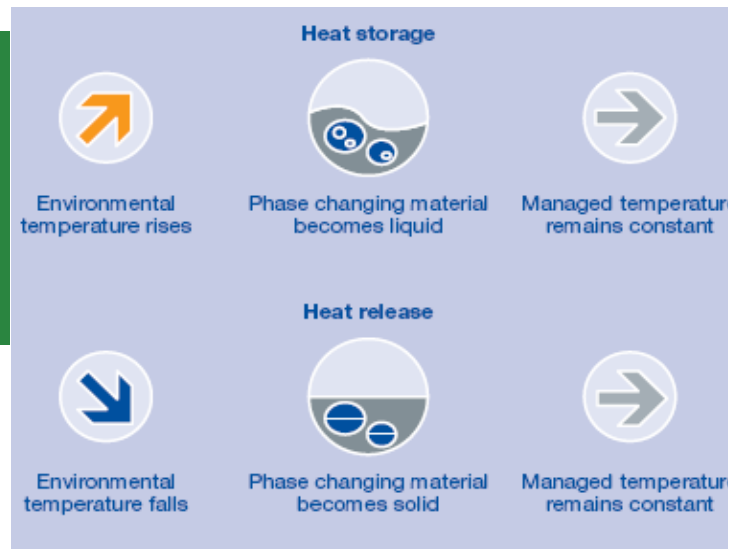 Heat storage
Environmental
temperature rises
Phase changing material
becomes liquid
Managed temperature
remains constant
Heat release
Environmental
temperature falls
Phase changing material
becomes solid
Managed temperature
remains constant